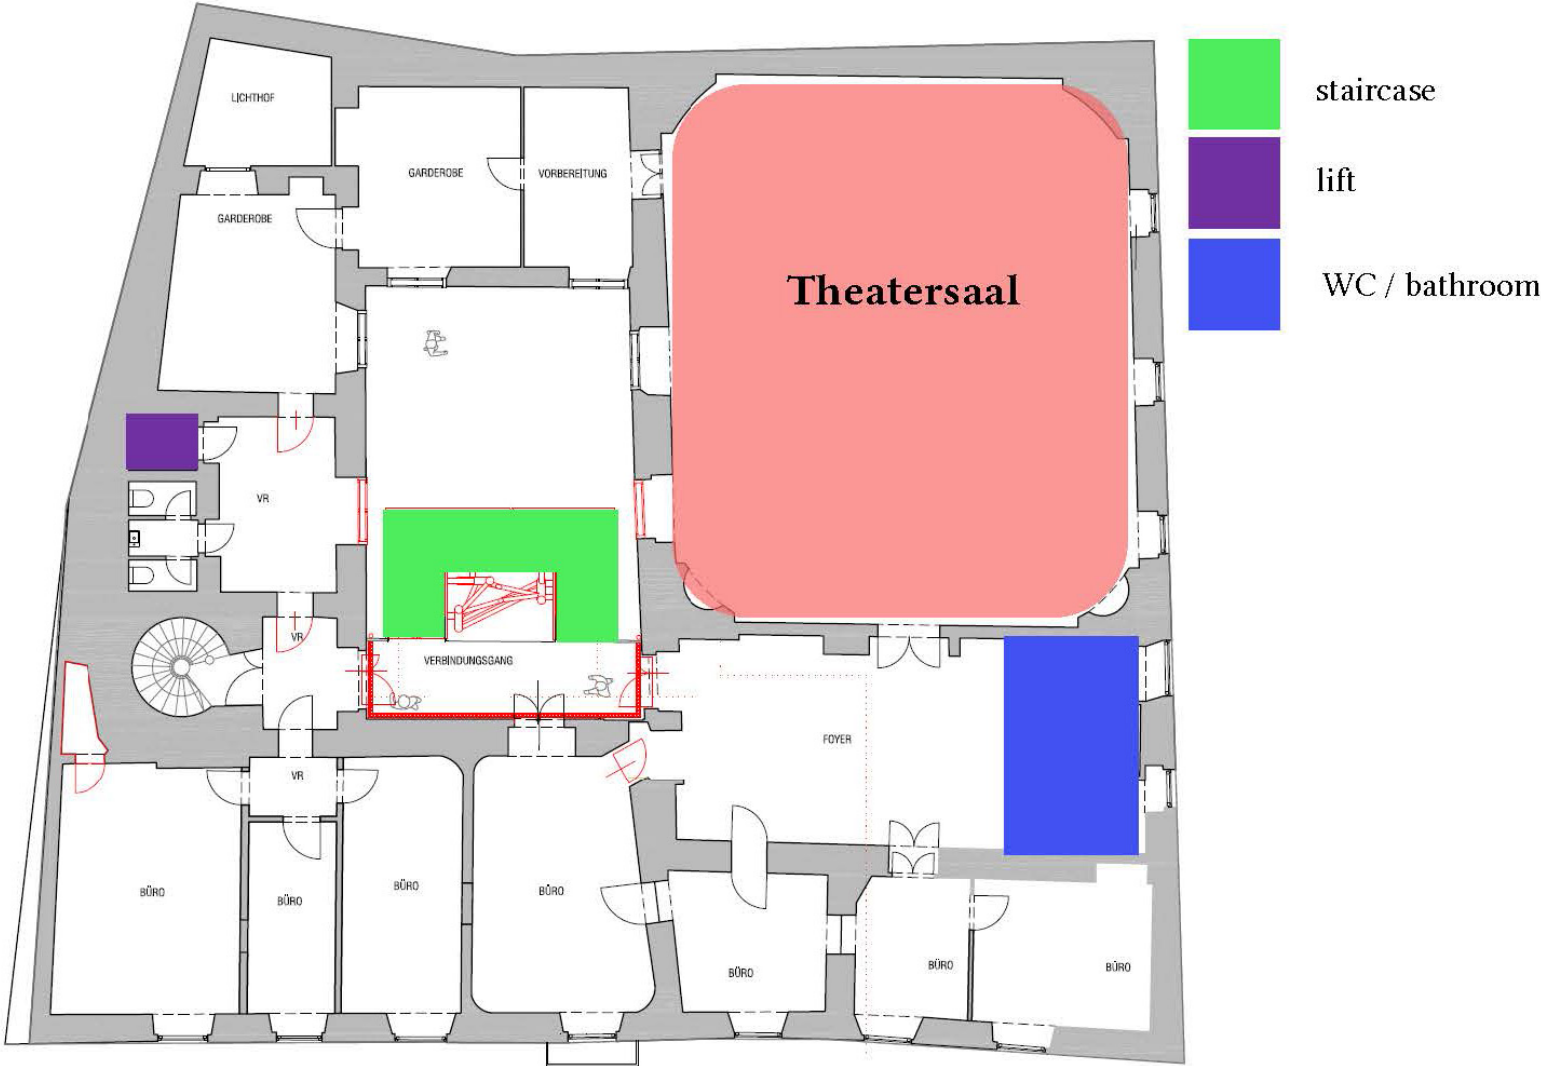 LICHTHOF
staircase
GARDEROBE
VORBEREITUNG
lift
GARDEROBE
Theatersaal
WC / bathroom
VR
VR
VERBINDUNGSGANG
FOYER
VR
BÜRO
BÜRO
BÜRO
BÜRO
BÜRO
BÜRO
BÜRO